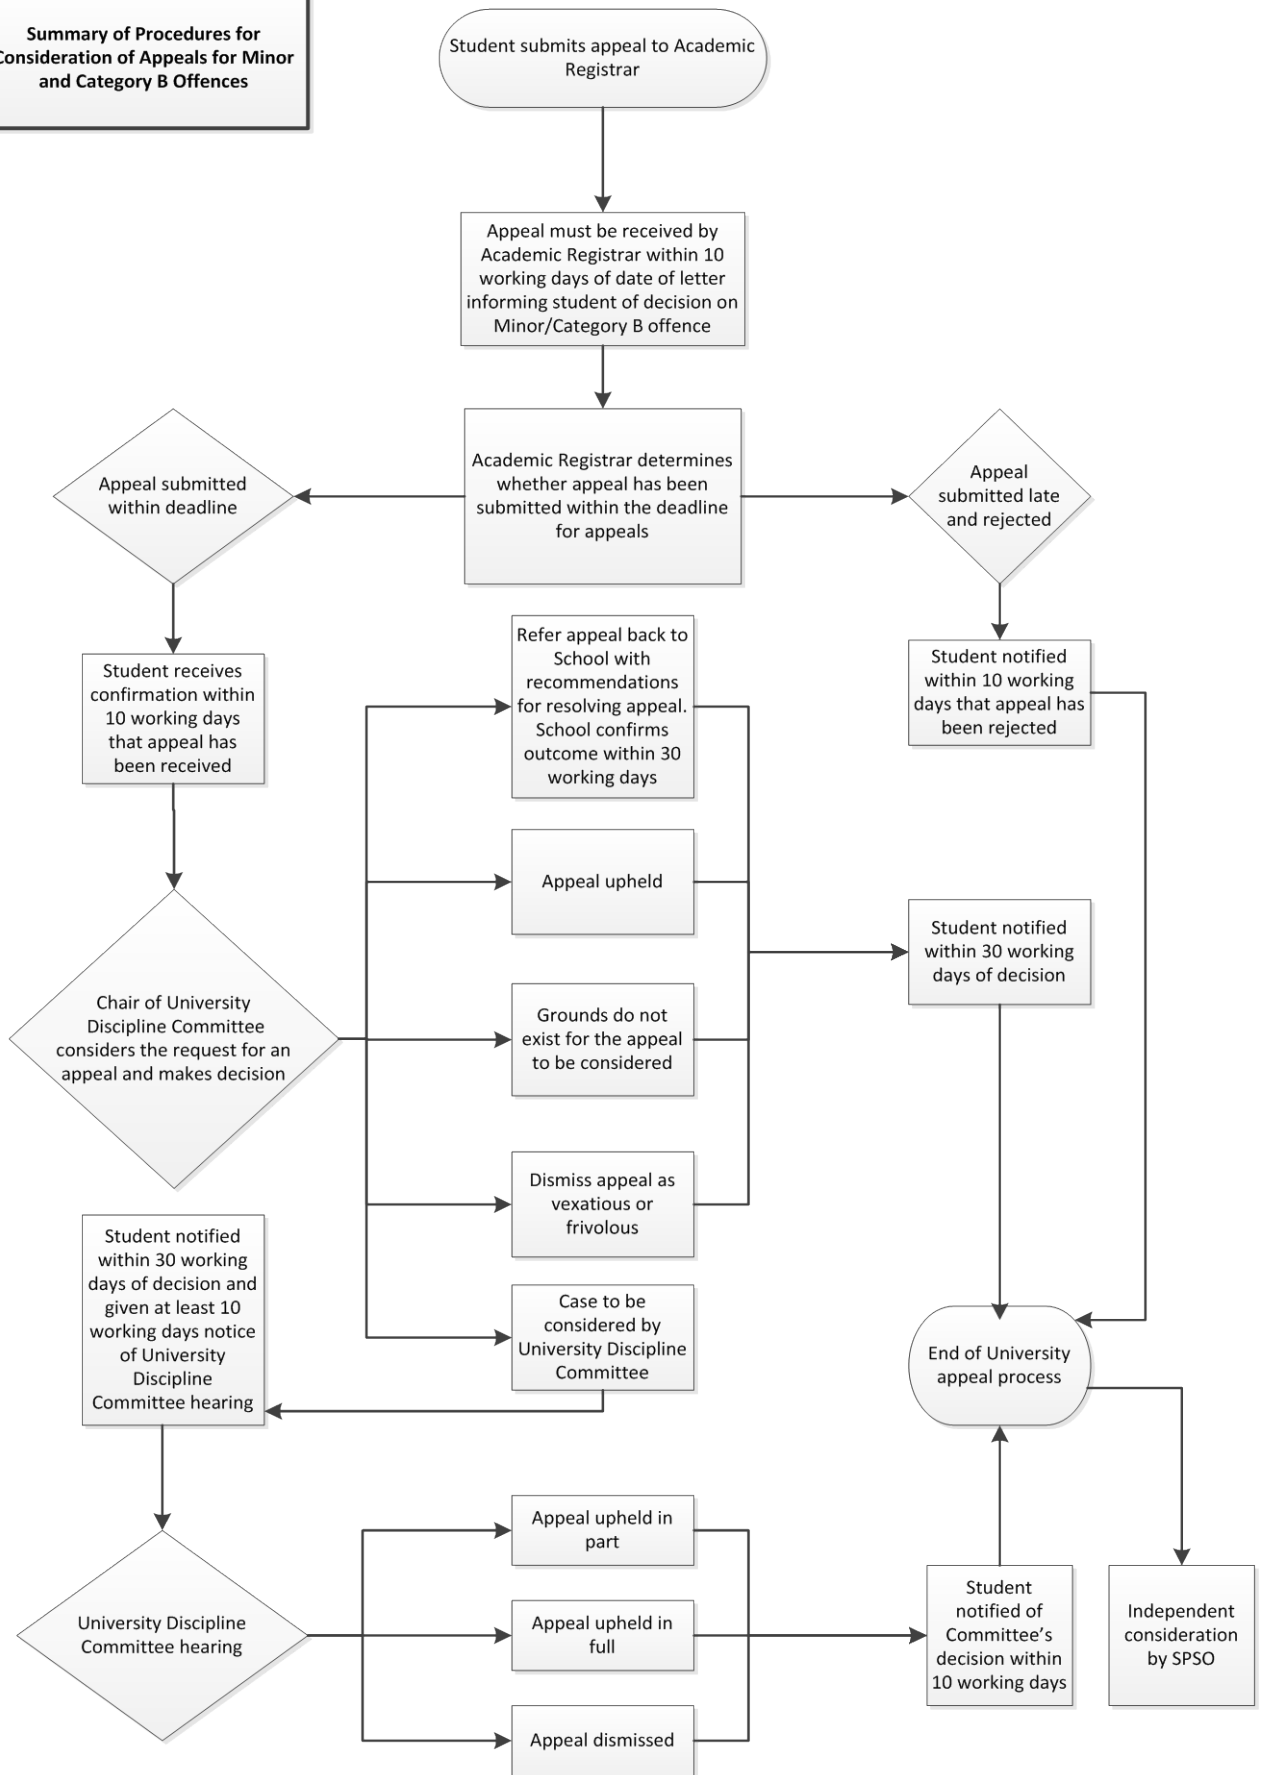 Summary of Procedures for
Consideration of Appeals for Minor
and Category B Offences
Student submits appeal to Academic
Registrar
Appeal must be received by
Academic Registrar within 10
working days of date of letter
informing student of decision on
Minor/Category B offence
Academic Registrar determines
whether appeal has been
submitted within the deadline
for appeals
Appeal submitted
within deadline
Appeal
submitted late
and rejected
Student receives
confirmation within
10 working days
that appeal has
been received
Refer appeal back to
School with
recommendations
for resolving appeal.
School confirms
outcome within 30
working days
Student notified
within 10 working
days that appeal has
been rejected
Appeal upheld
Student notified
within 30 working
days of decision
Chair of University
Discipline Committee
considers the request for an
appeal and makes decision
Grounds do not
exist for the appeal
to be considered
Dismiss appeal as
vexatious or
frivolous
Student notified
within 30 working
days of decision and
given at least 10
working days notice
of University
Discipline
Committee hearing
Case to be
considered by
University Discipline
Committee
End of University
appeal process
University Discipline
Committee hearing
Appeal upheld in
part
Appeal upheld in
full
Appeal dismissed
Student
notified of
Committee’s
decision within
10 working days
Independent
consideration
by SPSO